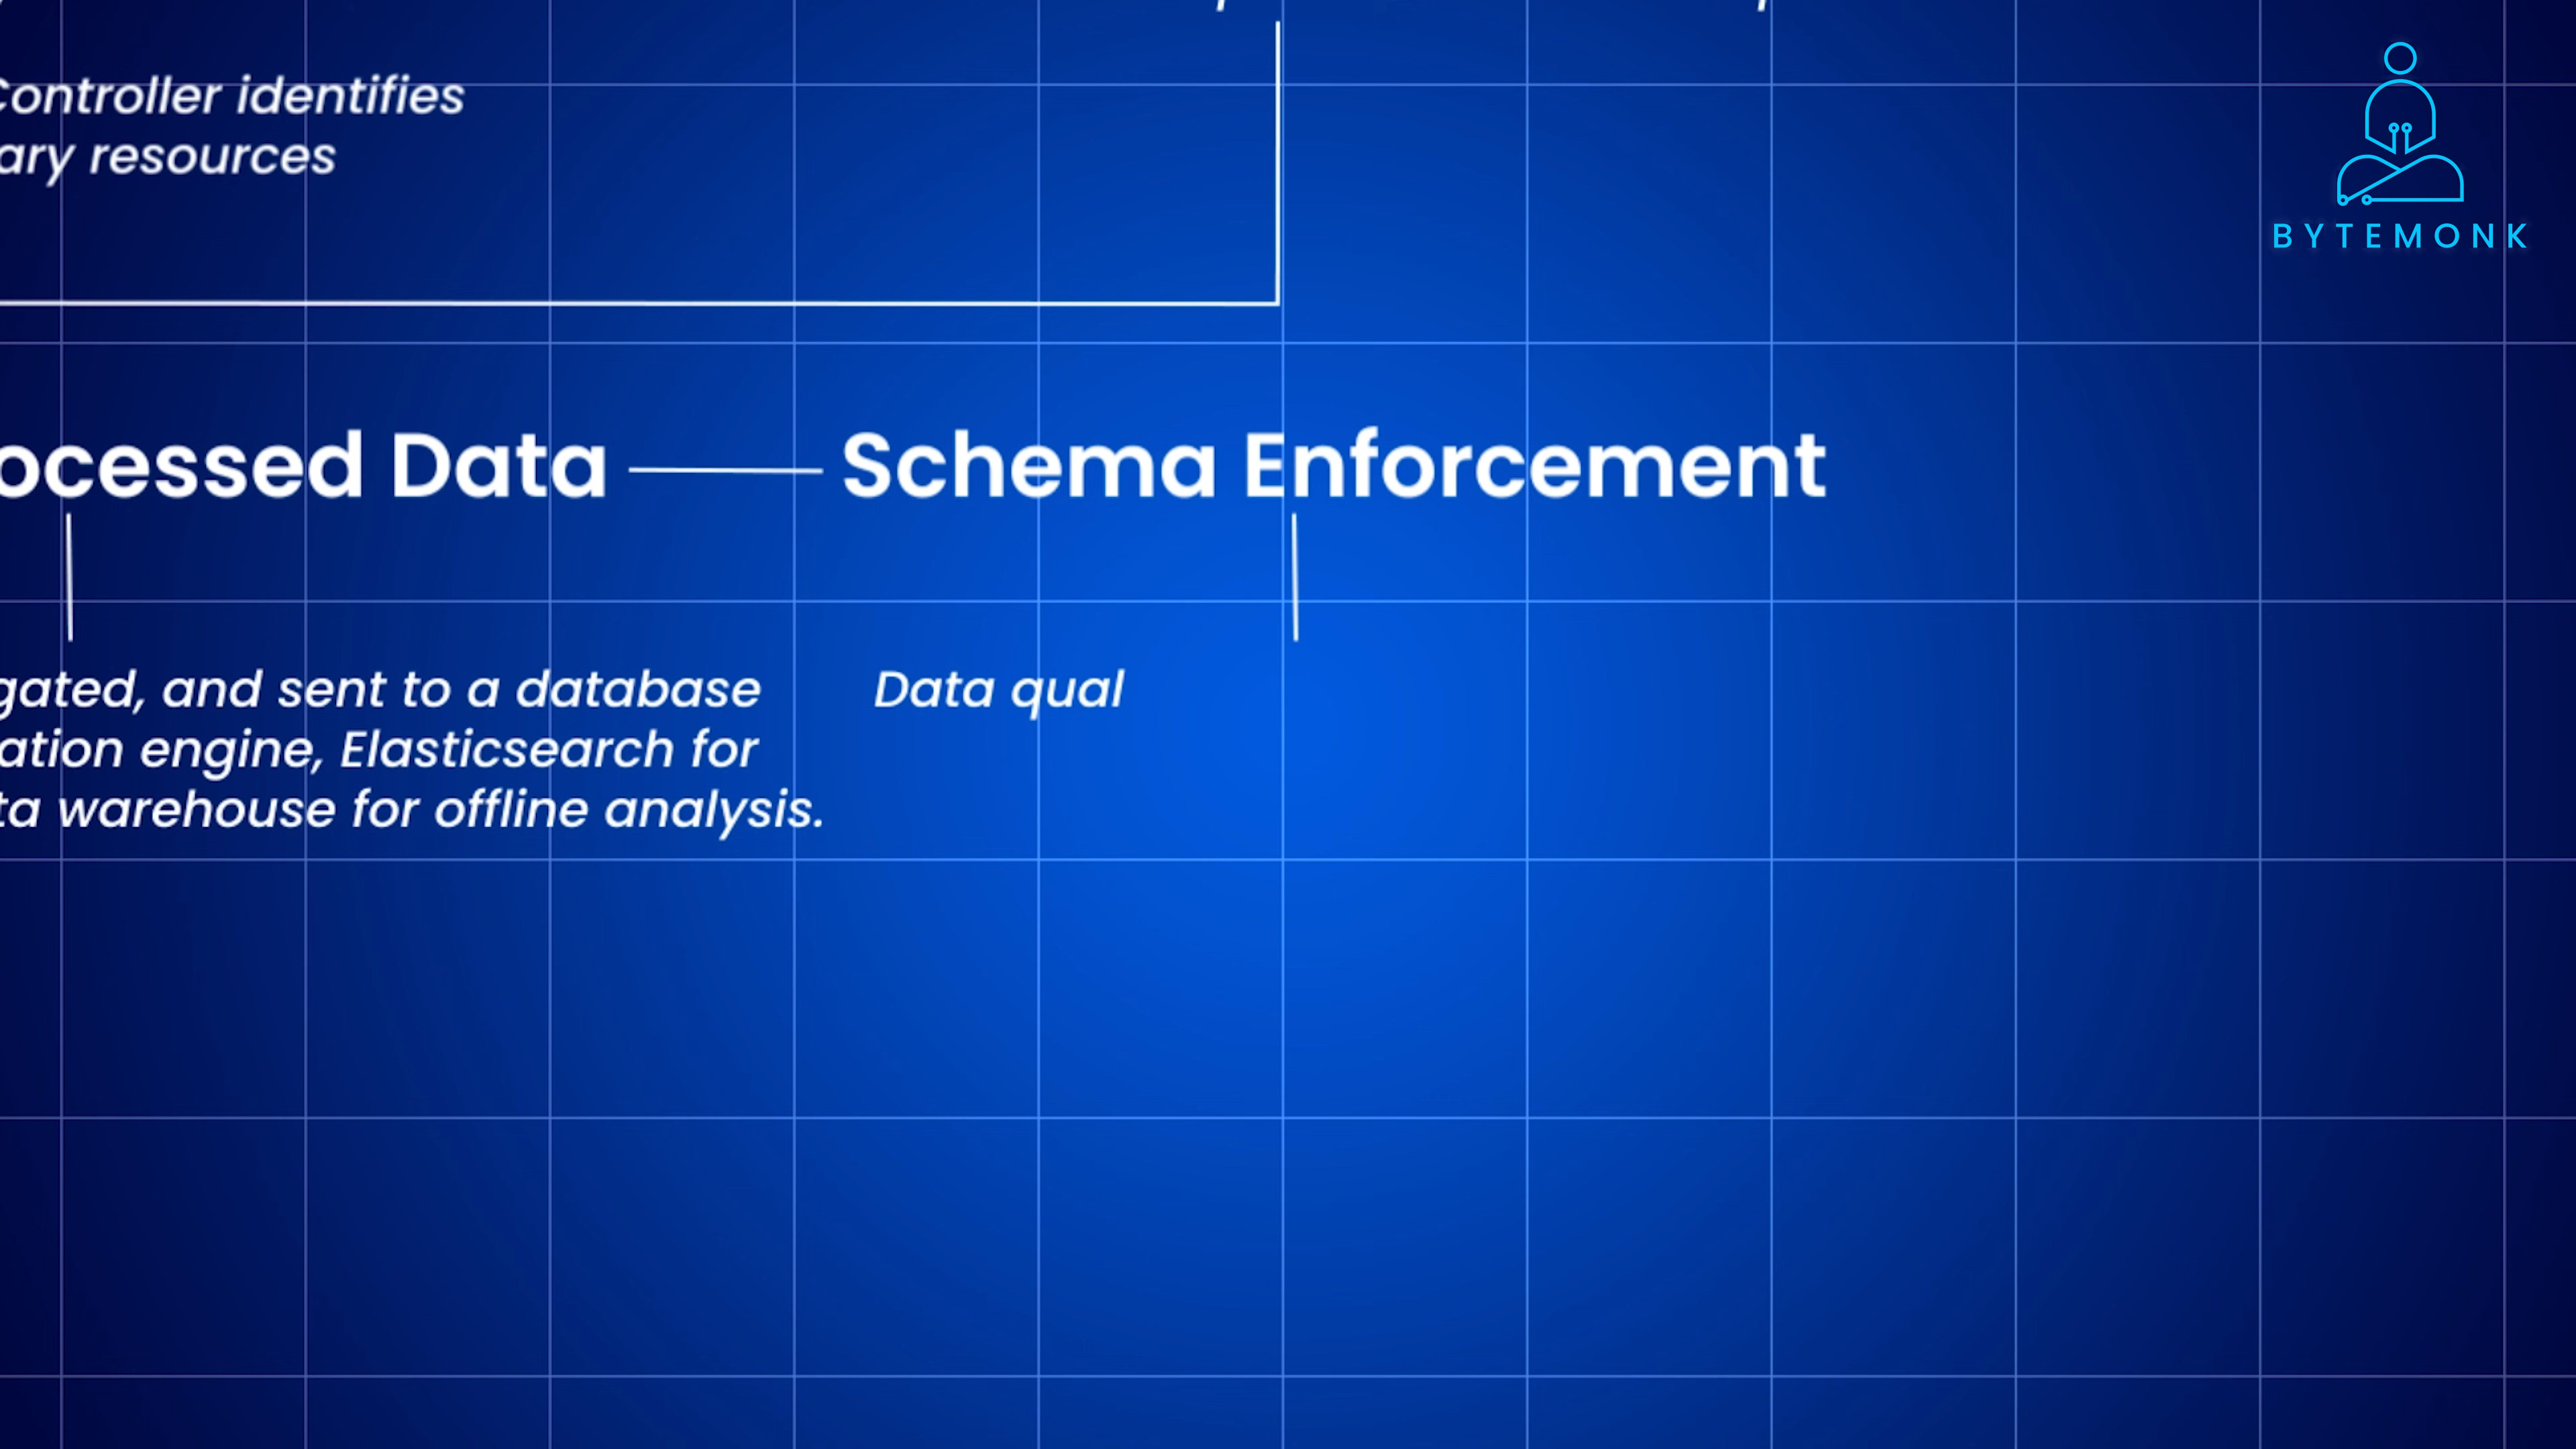 Controller identifies
ary resources
BYTEMONK
ocessed Data
Schema Enforcement
gated, and sent to a database
ation engine, Elasticsearch for
ta warehouse for offline analysis.
Data qual